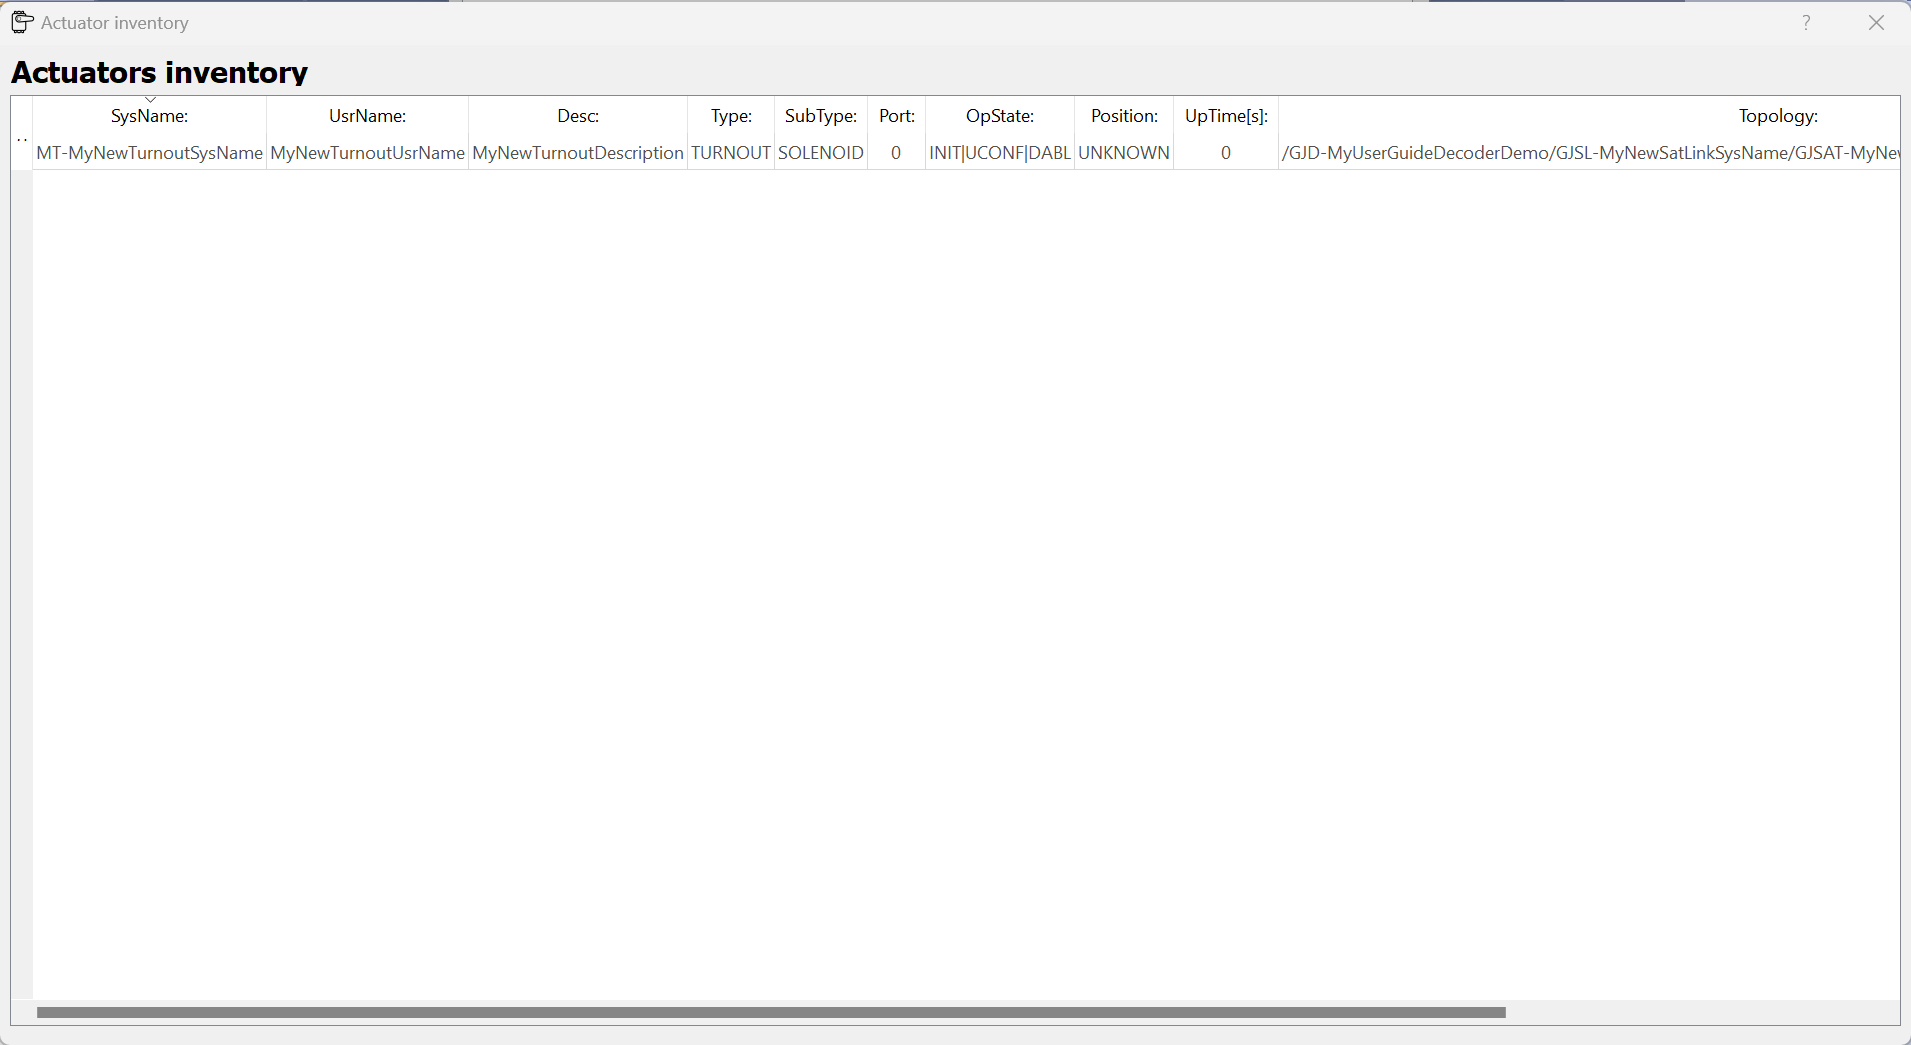 Actuator inventory ?
Actuators inventory
SysName: UsrName: Desc: Type: SubType: Port: OpState: Position: UpTime[s]: Topology:
MT-MyNewTurnoutSysName MyNewTurnoutUsrName MyNewTurnoutDescription TURNOUT SOLENOID 0 INIT|UCONF|DABL UNKNOWN 0 /GJD-MyUserGuideDecoderDemo/GJSL-MyNewSatLinkSysName/GJSAT-MyNe